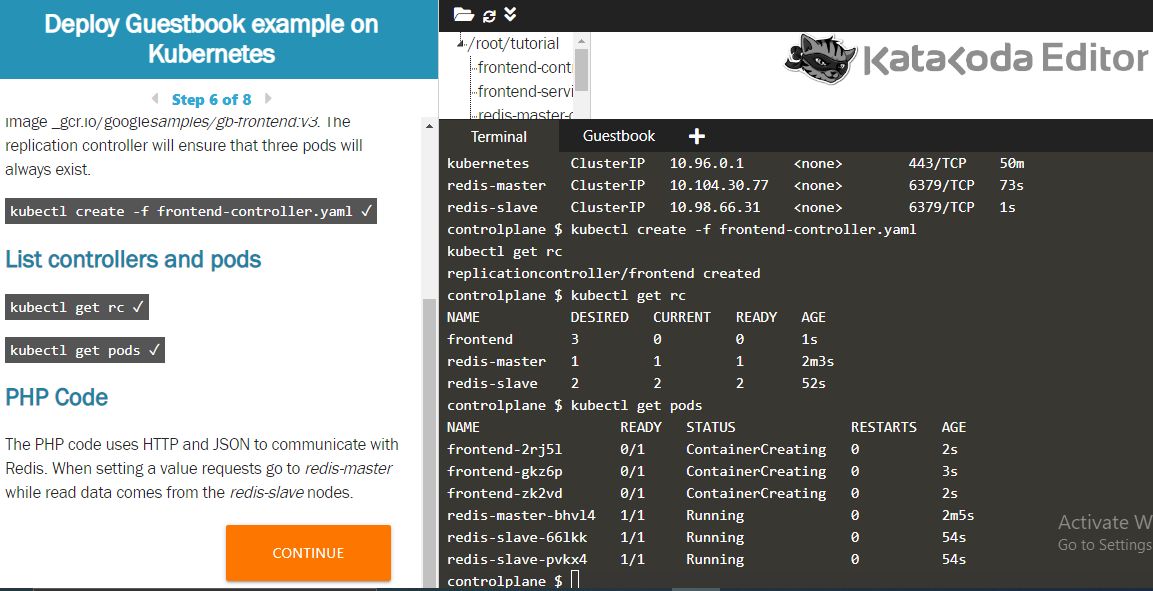 Deploy Guestbook example on
Kubernetes
Step 6 of 8
image _gcr.io/googlesamples/gb-frontend:v3. The
replication controller will ensure that three pods will
always exist.
kubectl create -f frontend-controller.yaml ✓
List controllers and pods
kubectl get rc ✓
kubectl get pods ✓
PHP Code
The PHP code uses HTTP and JSON to communicate with
Redis. When setting a value requests go to redis-master
while read data comes from the redis-slave nodes.
CONTINUE
/root/tutorial
frontend-cont
frontend-servi
redis-master-c
Katacoda Editor
Terminal
Guestbook
+
kubernetes ClusterIP 10.96.0.1 <none> 443/TCP 50m
redis-master ClusterIP 10.104.30.77 <none> 6379/TCP 73s
redis-slave ClusterIP 10.98.66.31 <none> 6379/TCP 1s
controlplane $ kubectl create -f frontend-controller.yaml
kubectl get rc
replicationcontroller/frontend created
controlplane $ kubectl get rc
NAME DESIRED CURRENT READY AGE
frontend 3 0 0 1s
redis-master 1 1 1 2m3s
redis-slave 2 2 2 52s
controlplane $ kubectl get pods
NAME READY STATUS RESTARTS AGE
frontend-2rj5l 0/1 ContainerCreating 0 2s
frontend-gkz6p 0/1 ContainerCreating 0 3s
frontend-zk2vd 0/1 ContainerCreating 0 2s
redis-master-bhvl4 1/1 Running 0 2m5s
redis-slave-66lkk 1/1 Running 0 54s
redis-slave-pvkx4 1/1 Running 0 54s
controlplane $
Activate W
Go to Settings